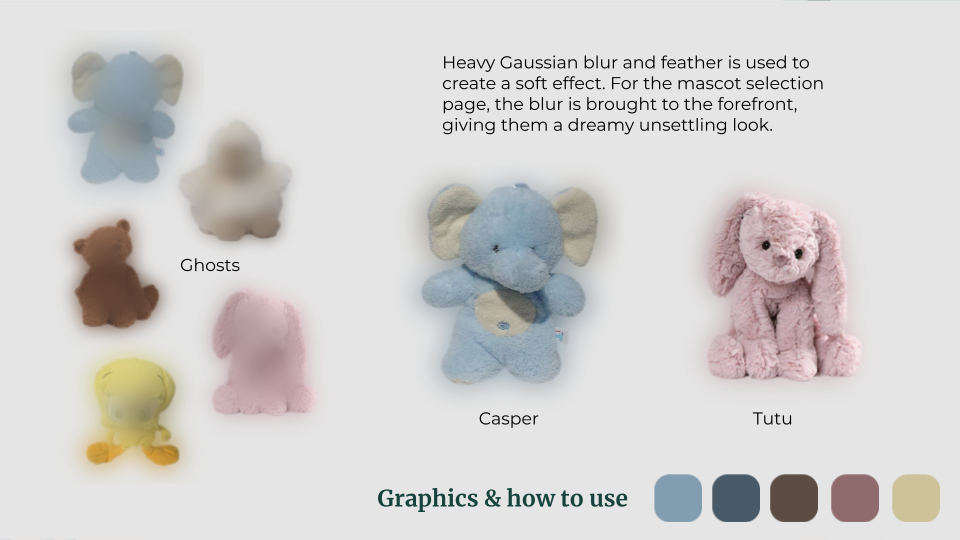 Heavy Gaussian blur and feather is used to
create a soft effect. For the mascot selection
page, the blur is brought to the forefront,
giving them a dreamy unsettling look.
Ghosts
Casper
Tutu
Graphics & how to use